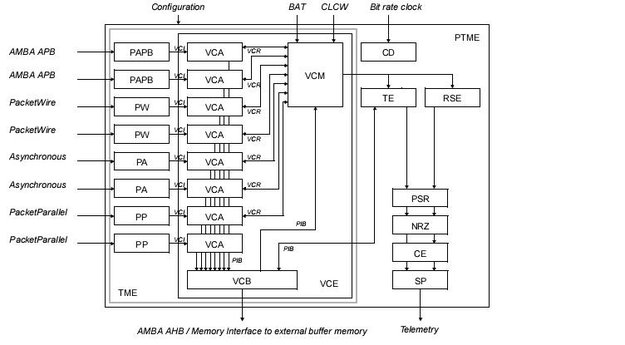 Configuration
BAT
CLCW
Bit rate clock
PTME
AMBA APB
PAPB
VCI
VCA
VCR
VCM
CD
AMBA APB
PAPB
VCA
VCR
TE
RSE
PacketWire
PW
VCI
VCA
VCR
PacketWire
PW
VCI
VCA
VCR
PIB
Asynchronous
PA
VCI
VCA
VCR
Asynchronous
PA
VCI
VCA
VCR
PSR
PacketParallel
PP
VCI
VCA
VCR
PIB
NRZ
PacketParallel
PP
VCI
VCA
PIB
PIB
CE
TME
VCB
VCE
SP
AMBA AHB / Memory Interface to external buffer memory
Telemetry